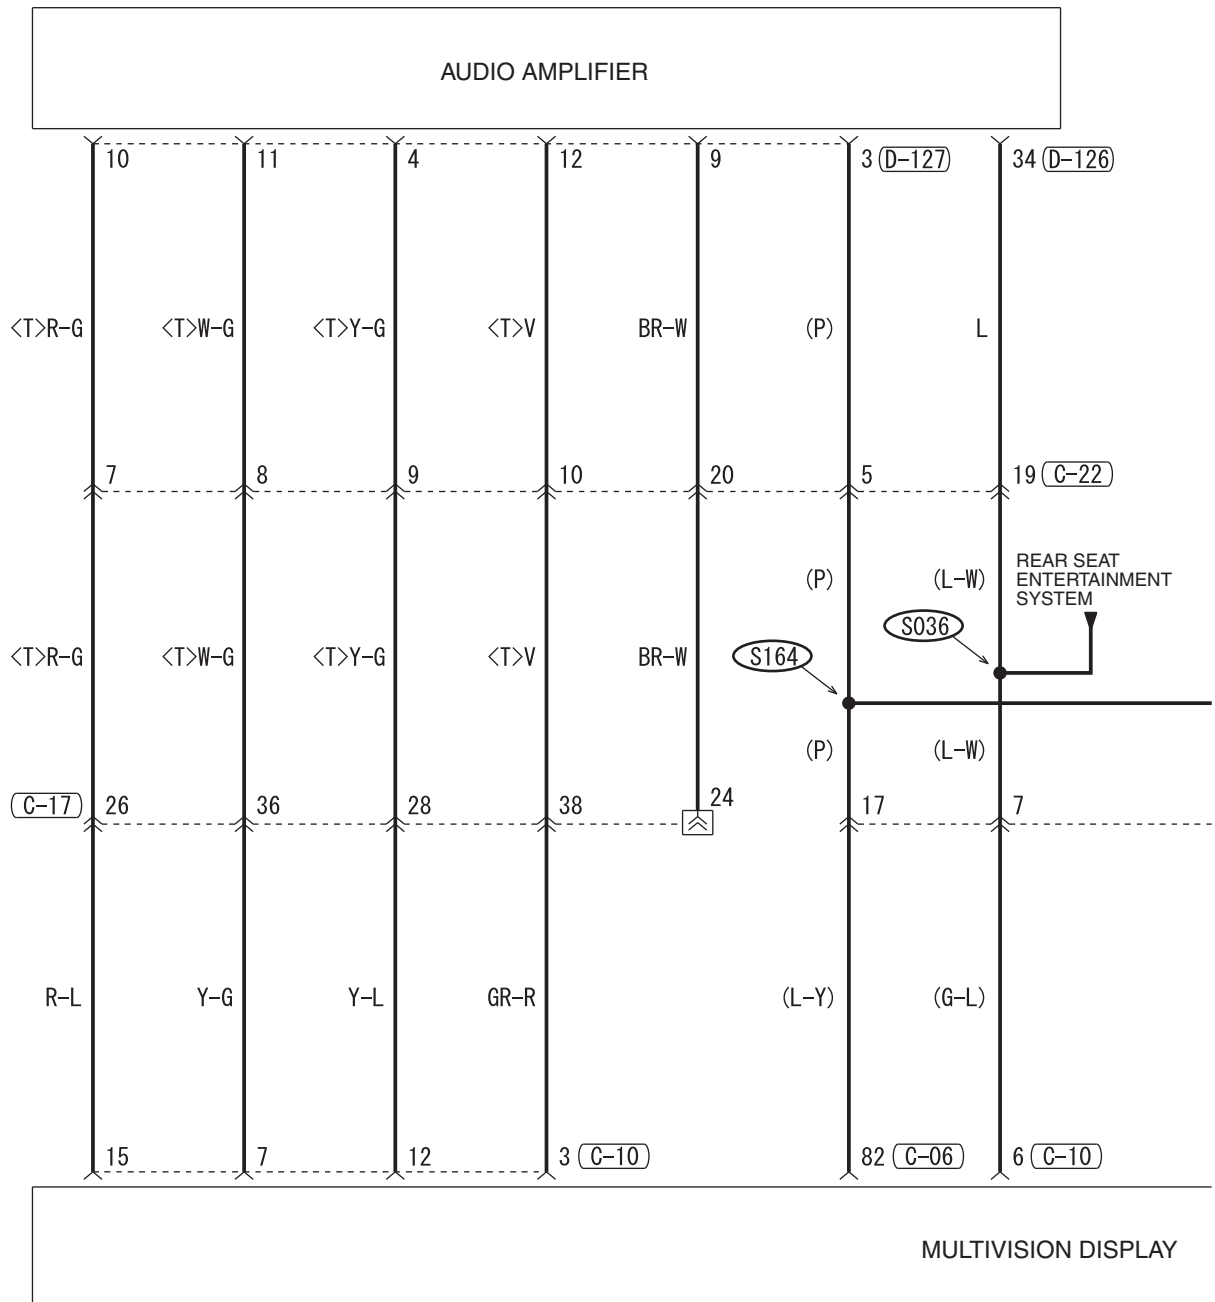 AUDIO AMPLIFIER
10 11 4 12 9 3 D-127 34 D-126
<T>R-G <T>W-G <T>Y-G <T>V BR-W (P) L
7 8 9 10 20 5 19 C-22
REAR SEAT
ENTERTAINMENT
SYSTEM
(P) (L-W)
S036
<T>R-G <T>W-G <T>Y-G <T>V BR-W S164
(P) (L-W)
C-17 26 36 28 38 24 17 7
R-L Y-G Y-L GR-R (L-Y) (G-L)
15 7 12 3 C-10 82 C-06 6 C-10
MULTIVISION DISPLAY